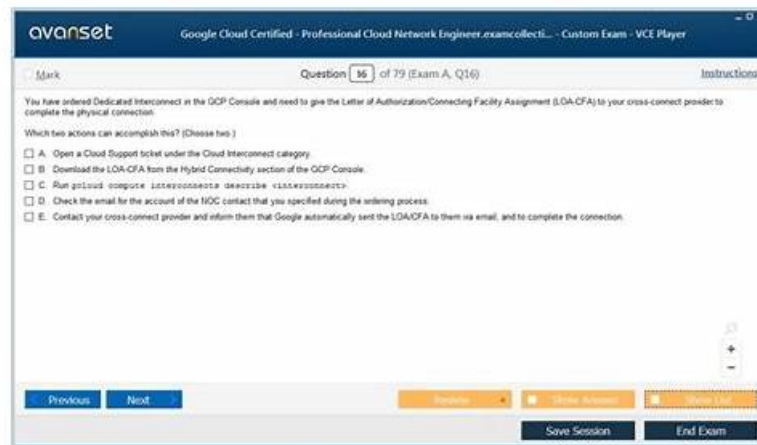 avanset
Google Cloud Certified - Professional Cloud Network Engineer.examcollecti... - Custom Exam - VCE Player
Mark
Question 16 of 79 (Exam A, Q16)
Instructions
You have ordered Dedicated Interconnect in the GCP Console and need to give the Letter of Authorization/Connecting Facility Assignment (LOA-CFA) to your cross-connect provider to
complete the physical connection.
Which two actions can accomplish this? (Choose two.)
A. Open a Cloud Support ticket under the Cloud Interconnect category.
B. Download the LOA-CFA from the Hybrid Connectivity section of the GCP Console.
C. Run gcloud compute interconnects describe <interconnect>.
D. Check the email for the account of the NOC contact that you specified during the ordering process.
E. Contact your cross-connect provider and inform them that Google automatically sent the LOA/CFA to them via email, and to complete the connection.
+
-
Previous
Next
Review
Show Answer
Show List
Save Session
End Exam